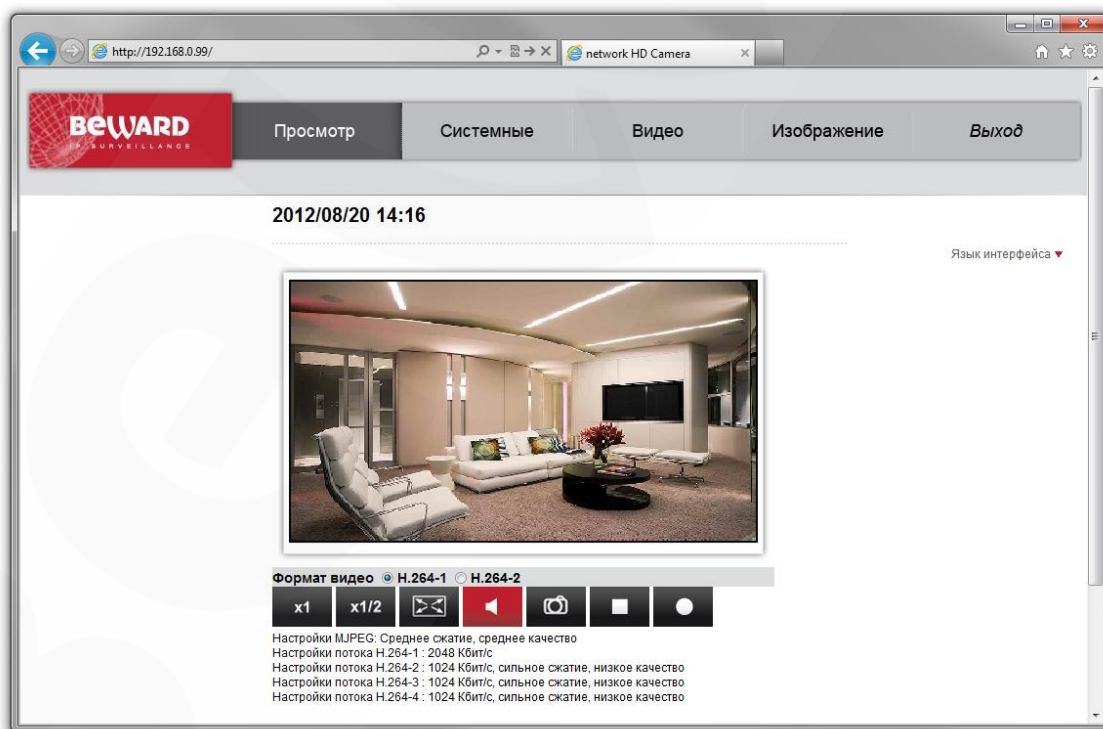 http://192.168.0.99/
network HD Camera
BEWARD
IP SURVEILLANCE
Просмотр
Системные
Видео
Изображение
Выход
2012/08/20 14:16
Язык интерфейса
Формат видео H.264-1 H.264-2
x1 x1/2
Настройки MJPEG: Среднее сжатие, среднее качество
Настройки потока H.264-1 : 2048 Кбит/с
Настройки потока H.264-2 : 1024 Кбит/с, сильное сжатие, низкое качество
Настройки потока H.264-3 : 1024 Кбит/с, сильное сжатие, низкое качество
Настройки потока H.264-4 : 1024 Кбит/с, сильное сжатие, низкое качество